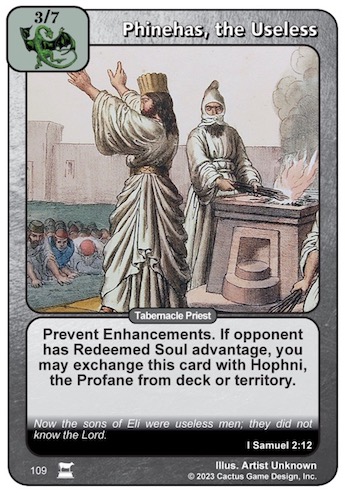 3/7
Phinehas, the Useless
Tabernacle Priest
Prevent Enhancements. If opponent
has Redeemed Soul advantage, you
may exchange this card with Hophni,
the Profane from deck or territory.
Now the sons of Eli were useless men; they did not
know the Lord.
I Samuel 2:12
109
Illus. Artist Unknown
© 2023 Cactus Game Design, Inc.